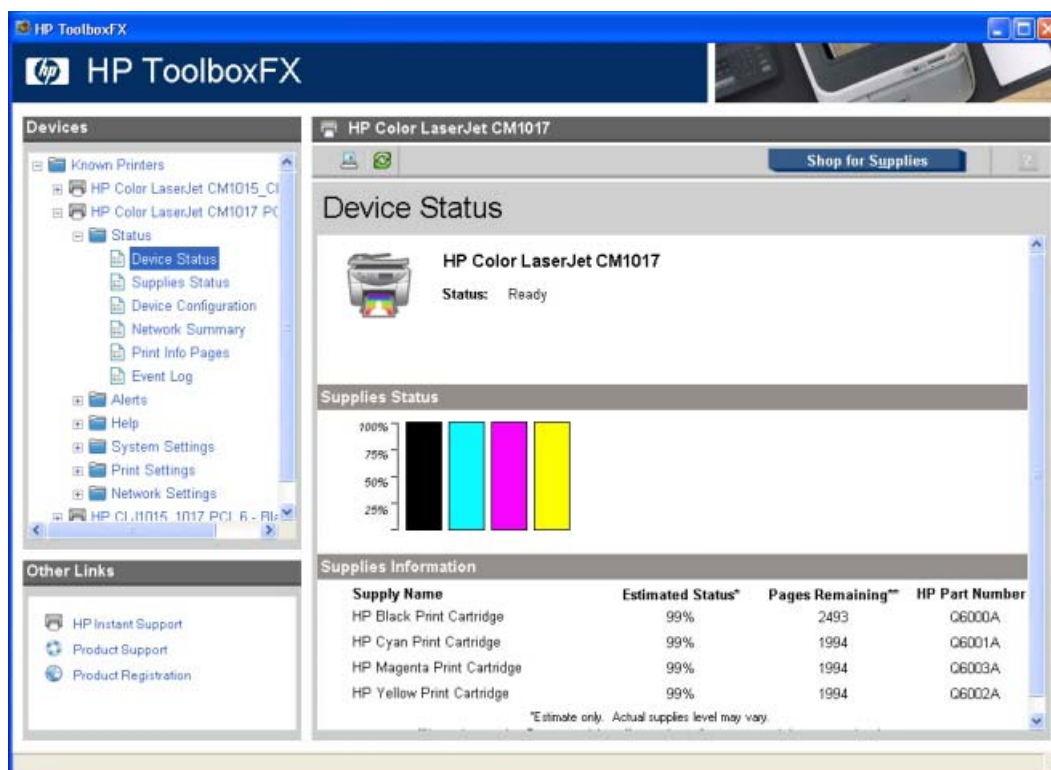 HP ToolboxFX
hp HP ToolboxFX
Devices
Known Printers
HP Color LaserJet CM1015_Cl
HP Color LaserJet CM1017 PC
Status
Device Status
Supplies Status
Device Configuration
Network Summary
Print Info Pages
Event Log
Alerts
Help
System Settings
Print Settings
Network Settings
HP CLJ1015_1017 PCL 6 - Bla
Other Links
HP Instant Support
Product Support
Product Registration
HP Color LaserJet CM1017
Shop for Supplies
?
Device Status
HP Color LaserJet CM1017
Status: Ready
Supplies Status
100%
75%
50%
25%
Supplies Information
Supply Name Estimated Status* Pages Remaining** HP Part Number
HP Black Print Cartridge 99% 2493 Q6000A
HP Cyan Print Cartridge 99% 1994 Q6001A
HP Magenta Print Cartridge 99% 1994 Q6003A
HP Yellow Print Cartridge 99% 1994 Q6002A
*Estimate only. Actual supplies level may vary.